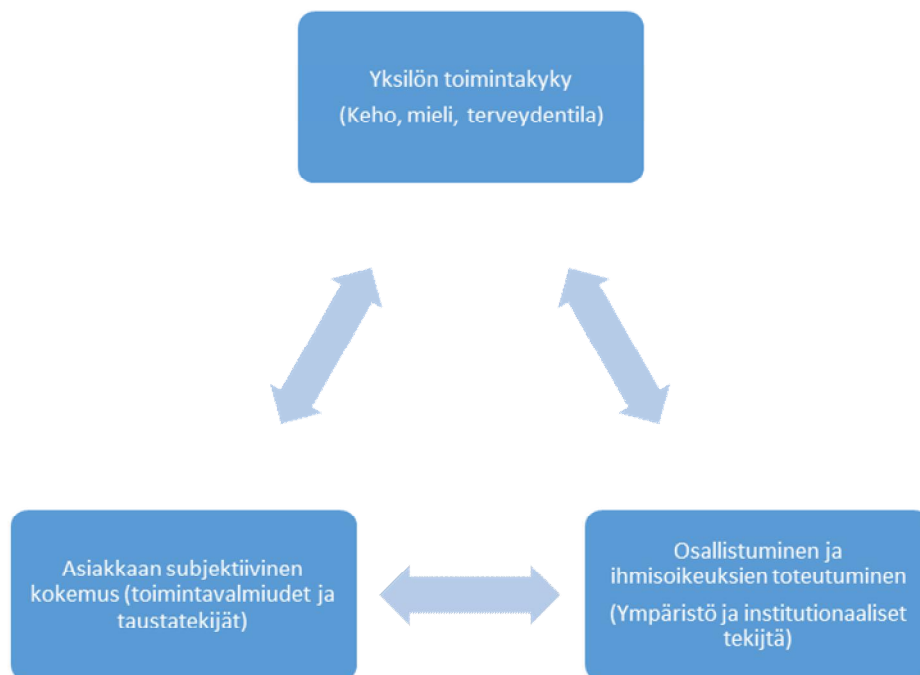 Yksilön toimintakyky
(Keho, mieli, terveydentila)
Asiakkaan subjektiivinen
kokemus (toimintavalmiudet ja
taustatekijät)
Osallistuminen ja
ihmisoikeuksien toteutuminen
(Ympäristö ja institutionaaliset
tekijtä)